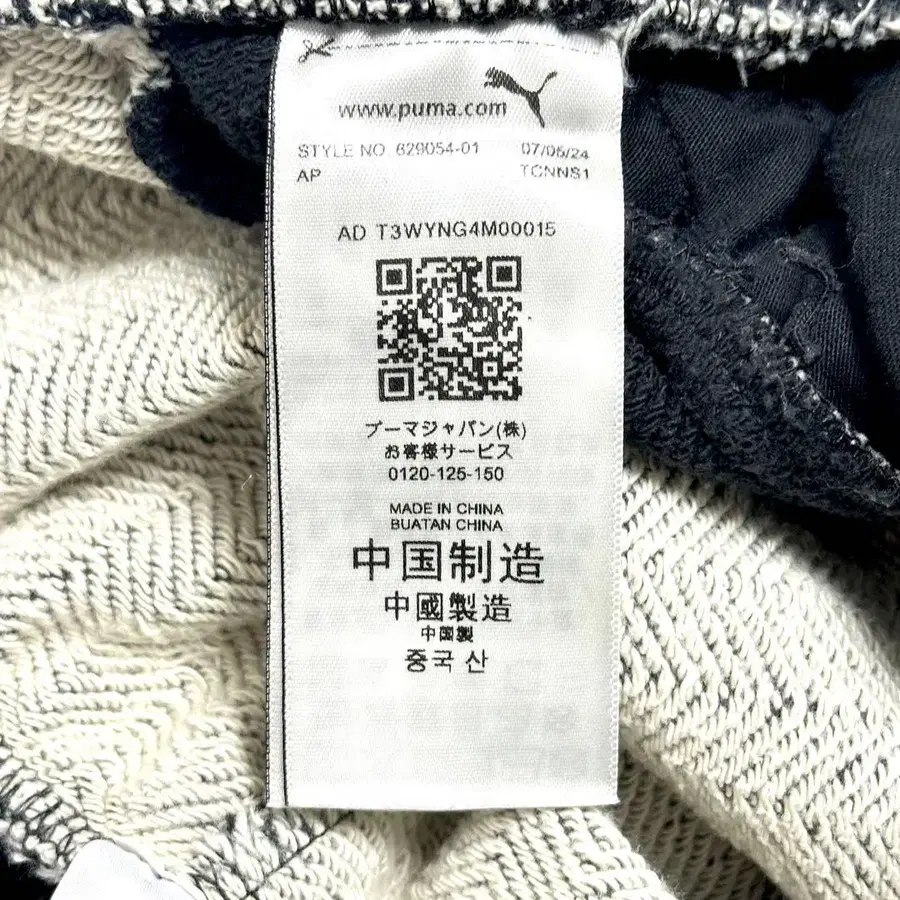 www.puma.com
STYLE NO 629054-01 07/05/24
AP TCNNS1
AD T3WYNG4M00015
プーマジャパン(株)
お客様サービス
0120-125-150
MADE IN CHINA
BUATAN CHINA
中国制造
中國製造
中国製
중국 산